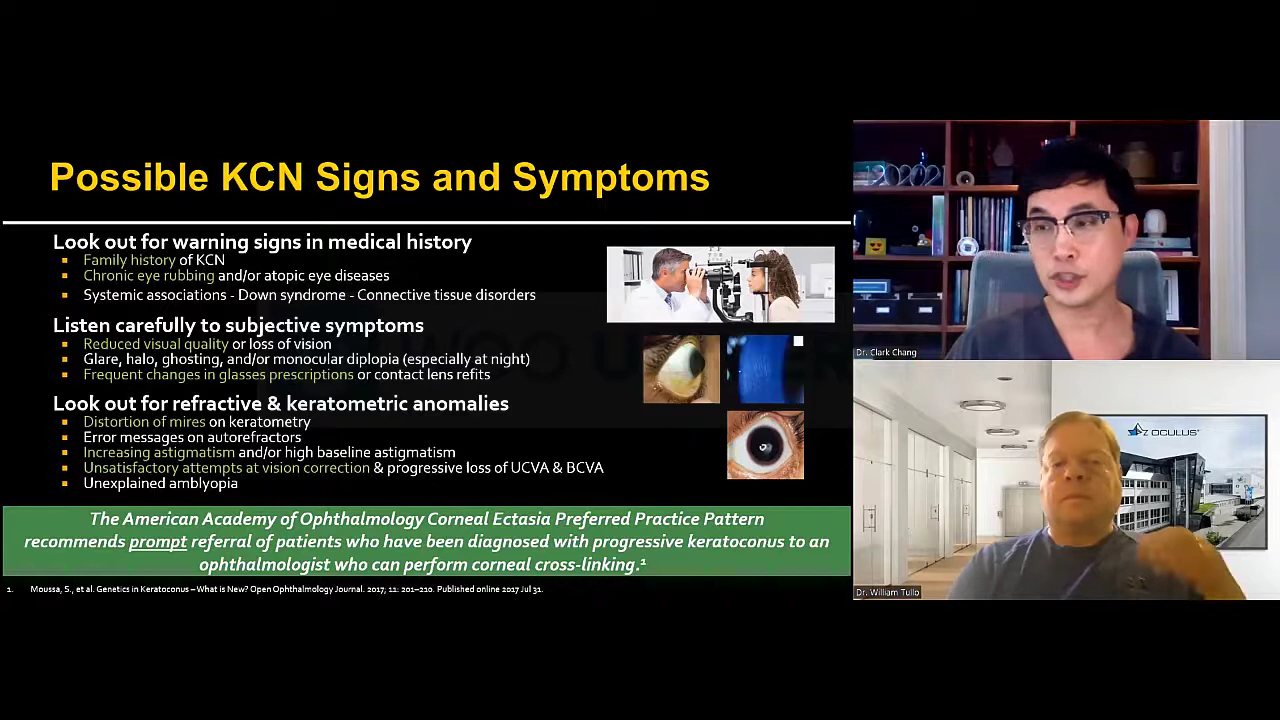 Possible KCN Signs and Symptoms
Look out for warning signs in medical history
Family history of KCN
Chronic eye rubbing and/or atopic eye diseases
Systemic associations - Down syndrome - Connective tissue disorders
Listen carefully to subjective symptoms
Reduced visual quality or loss of vision
Glare, halo, ghosting, and/or monocular diplopia (especially at night)
Frequent changes in glasses prescriptions or contact lens refits
Look out for refractive & keratometric anomalies
Distortion of mires on keratometry
Error messages on autorefractors
Increasing astigmatism and/or high baseline astigmatism
Unsatisfactory attempts at vision correction & progressive loss of UCVA & BCVA
Unexplained amblyopia
The American Academy of Ophthalmology Corneal Ectasia Preferred Practice Pattern
recommends prompt referral of patients who have been diagnosed with progressive keratoconus to an
ophthalmologist who can perform corneal cross-linking.¹
1. Moussa, S., et al. Genetics in Keratoconus – What is New? Open Ophthalmology Journal. 2017; 11: 201–210. Published online 2017 Jul 31.
Dr. Clark Chang
OCULUS
Dr. William Tullo